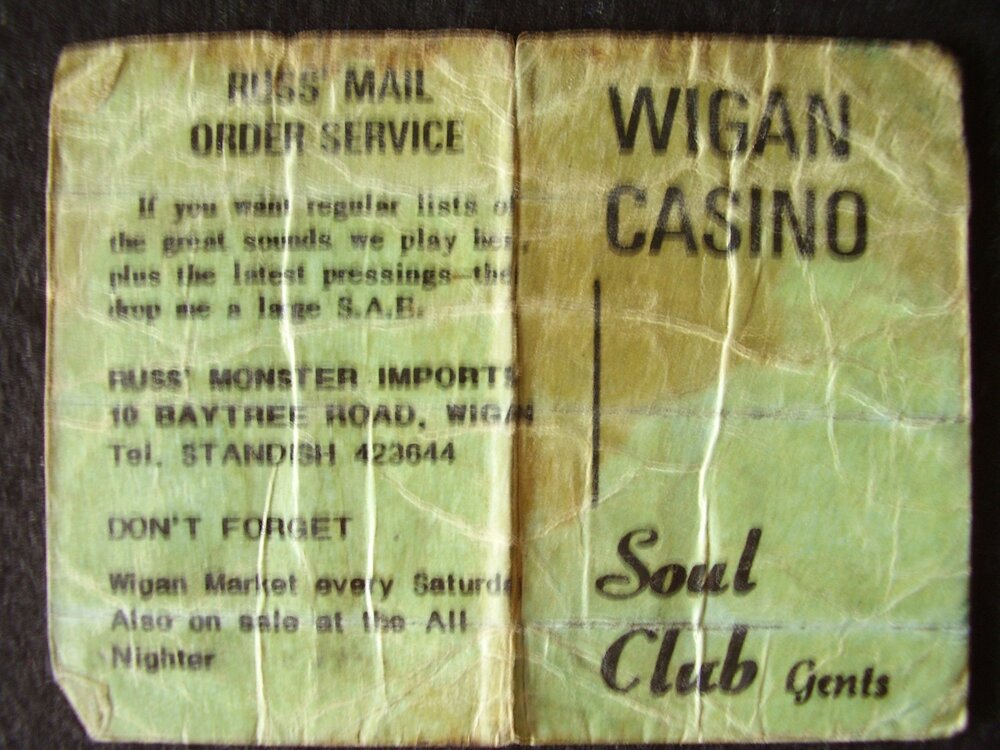 RUSS' MAIL
ORDER SERVICE
If you want regular lists of
the great sounds we play here,
plus the latest pressings the
drop me a large S.A.E.
RUSS' MONSTER IMPORTS
10 BAYTREE ROAD, WIGAN
Tel. STANDISH 423644
DON'T FORGET
Wigan Market every Saturda
Also on sale at the All
Nighter
WIGAN
CASINO
Soul
Club Gents